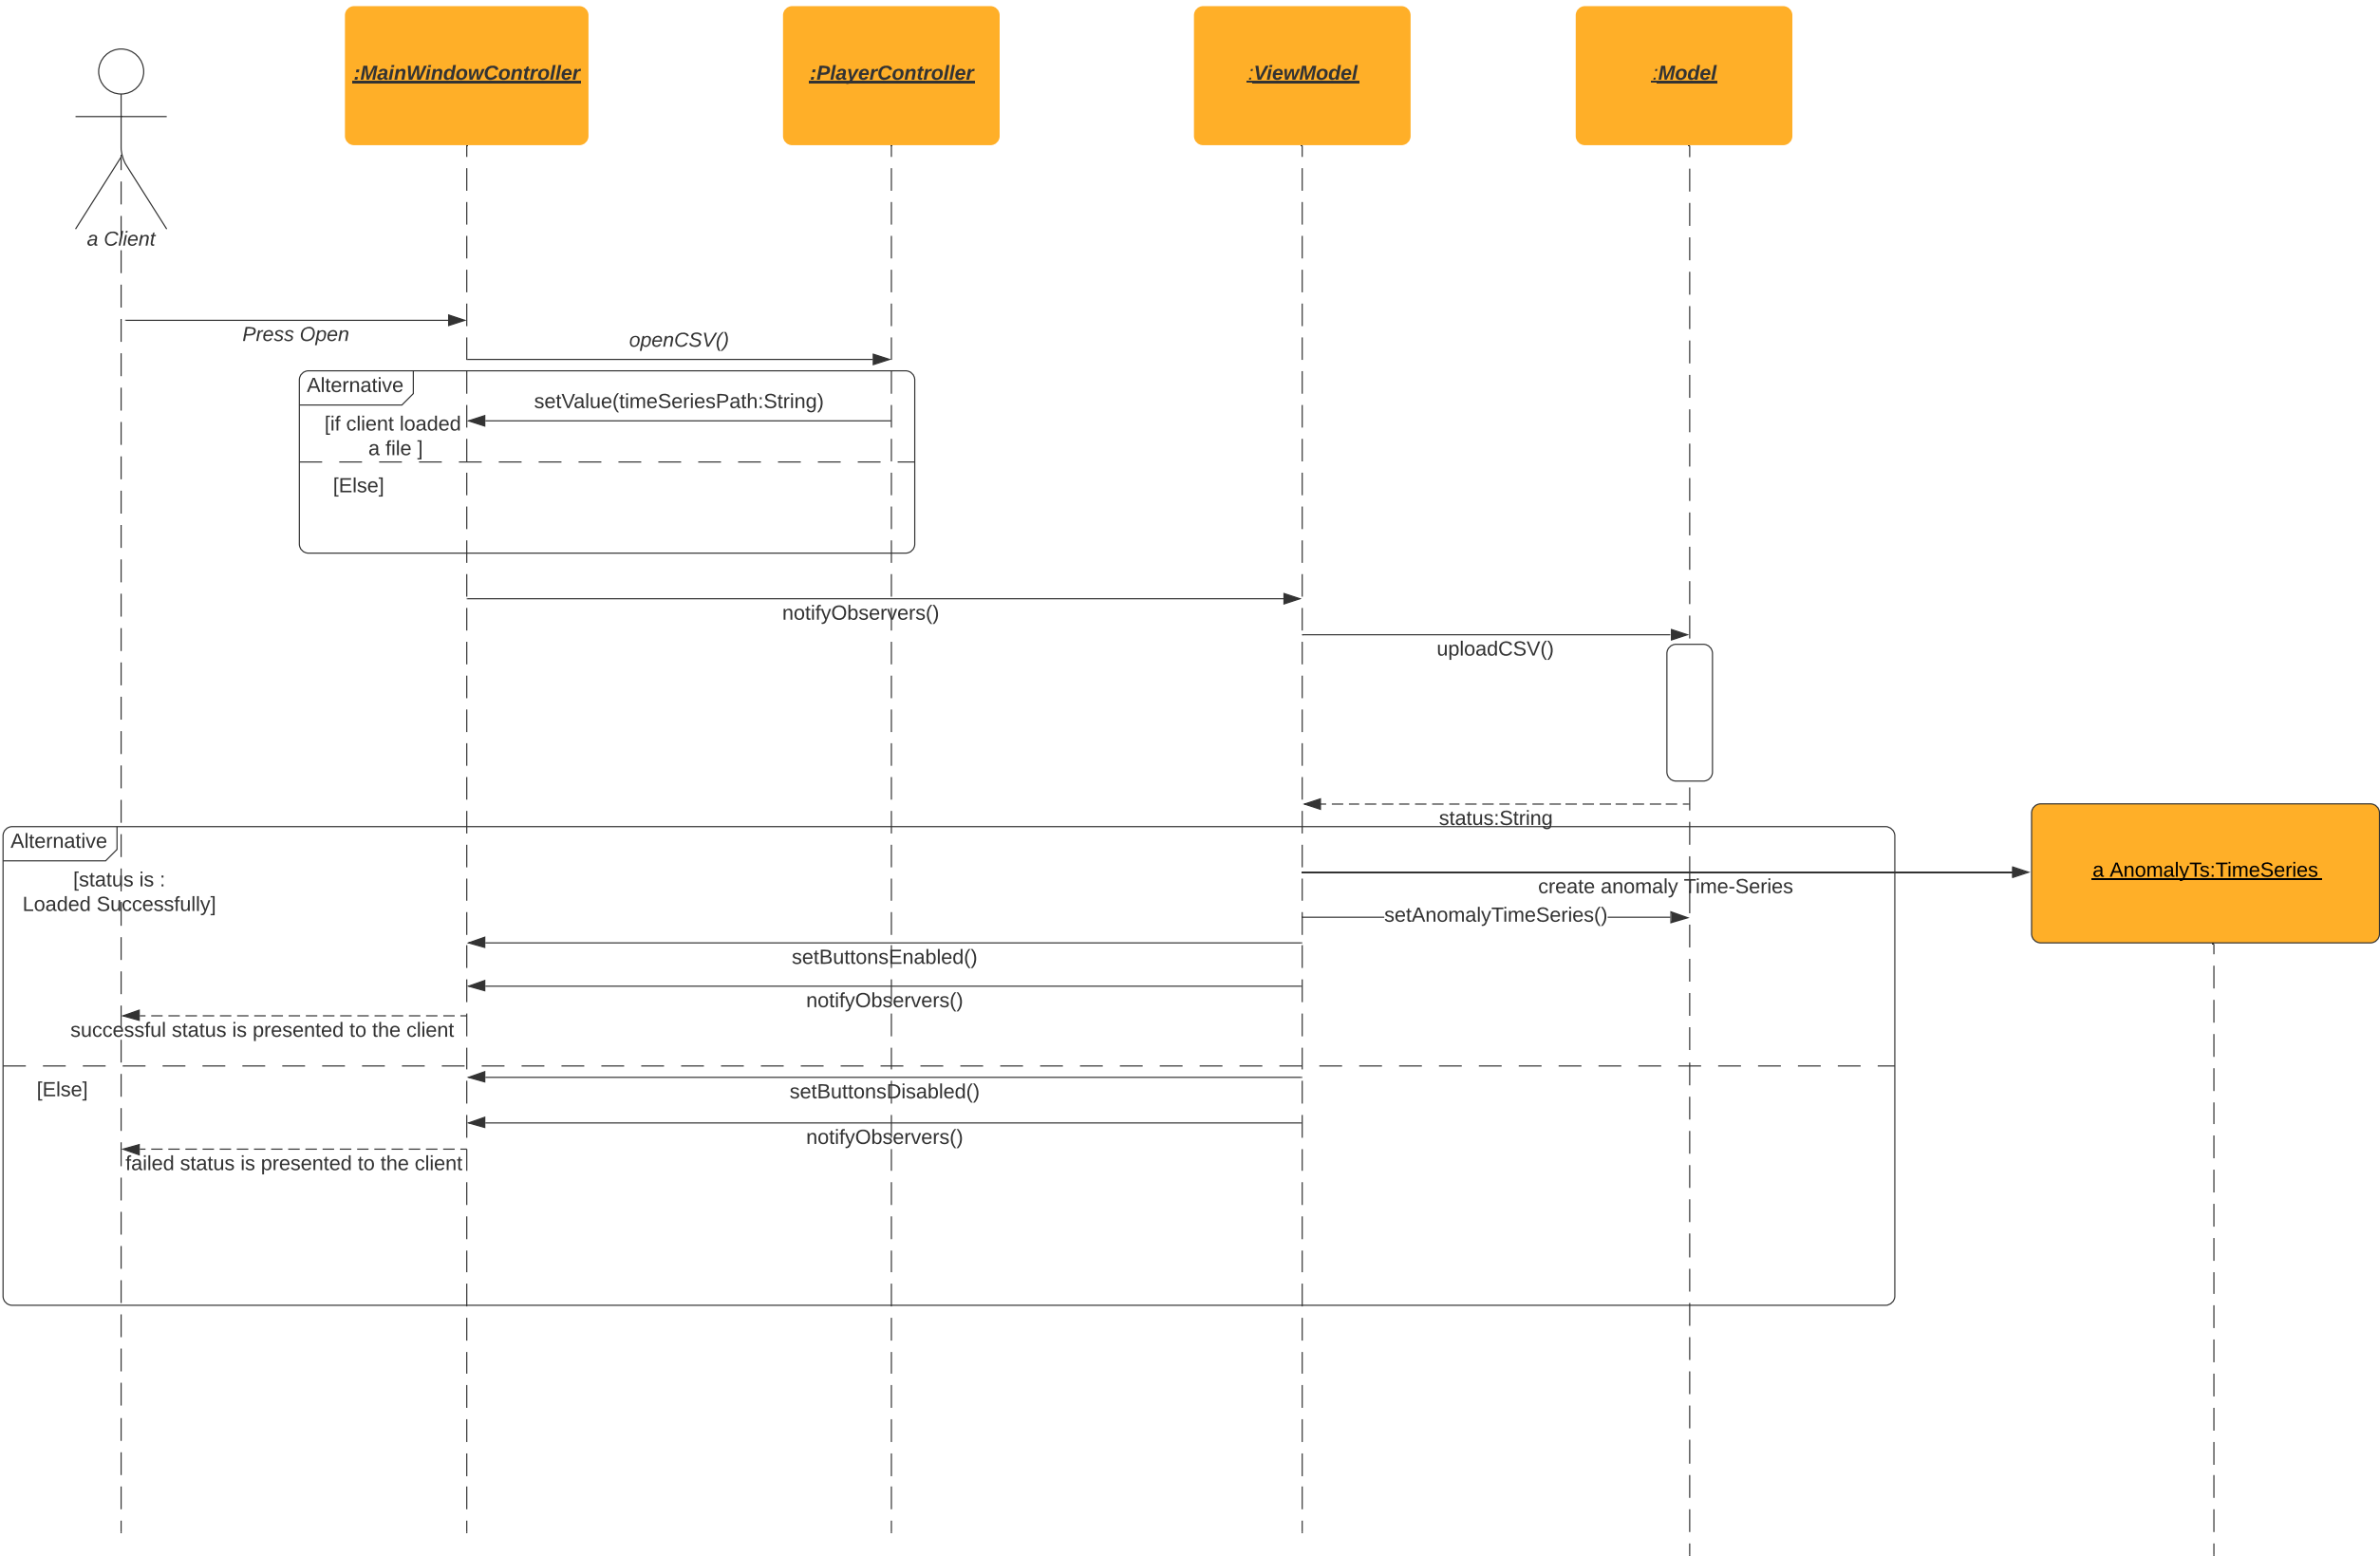 :MainWindowController
:PlayerController
:ViewModel
:Model
a Client
Press Open
openCSV()
Alternative
setValue(timeSeriesPath:String)
[if client loaded
a file ]
[Else]
notifyObservers()
uploadCSV()
status:String
Alternative
a AnomalyTs:TimeSeries
[status is :
Loaded Successfully]
create anomaly Time-Series
setAnomalyTimeSeries()
setButtonsEnabled()
notifyObservers()
successful status is presented to the client
[Else]
setButtonsDisabled()
notifyObservers()
failed status is presented to the client